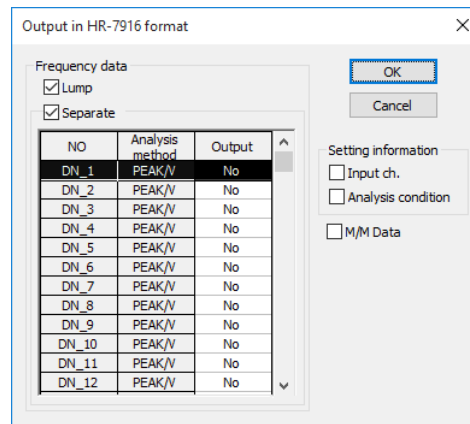 Output in HR-7916 format
Frequency data
Lump
Separate
NO Analysis method Output
DN_1 PEAK/V No
DN_2 PEAK/V No
DN_3 PEAK/V No
DN_4 PEAK/V No
DN_5 PEAK/V No
DN_6 PEAK/V No
DN_7 PEAK/V No
DN_8 PEAK/V No
DN_9 PEAK/V No
DN_10 PEAK/V No
DN_11 PEAK/V No
DN_12 PEAK/V No
OK
Cancel
Setting information
Input ch.
Analysis condition
M/M Data